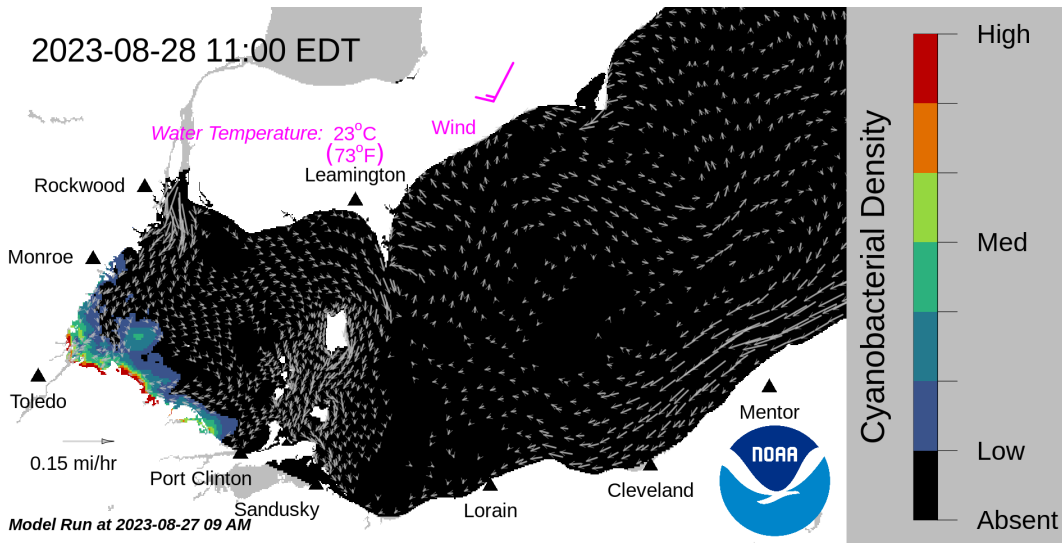 2023-08-28 11:00 EDT
Water Temperature: 23°C
(73°F)
Wind
Leamington
Rockwood
Monroe
Toledo
0.15 mi/hr
Port Clinton
Sandusky
Lorain
Cleveland
Mentor
NOAA
Model Run at 2023-08-27 09 AM
Cyanobacterial Density
High
Med
Low
Absent